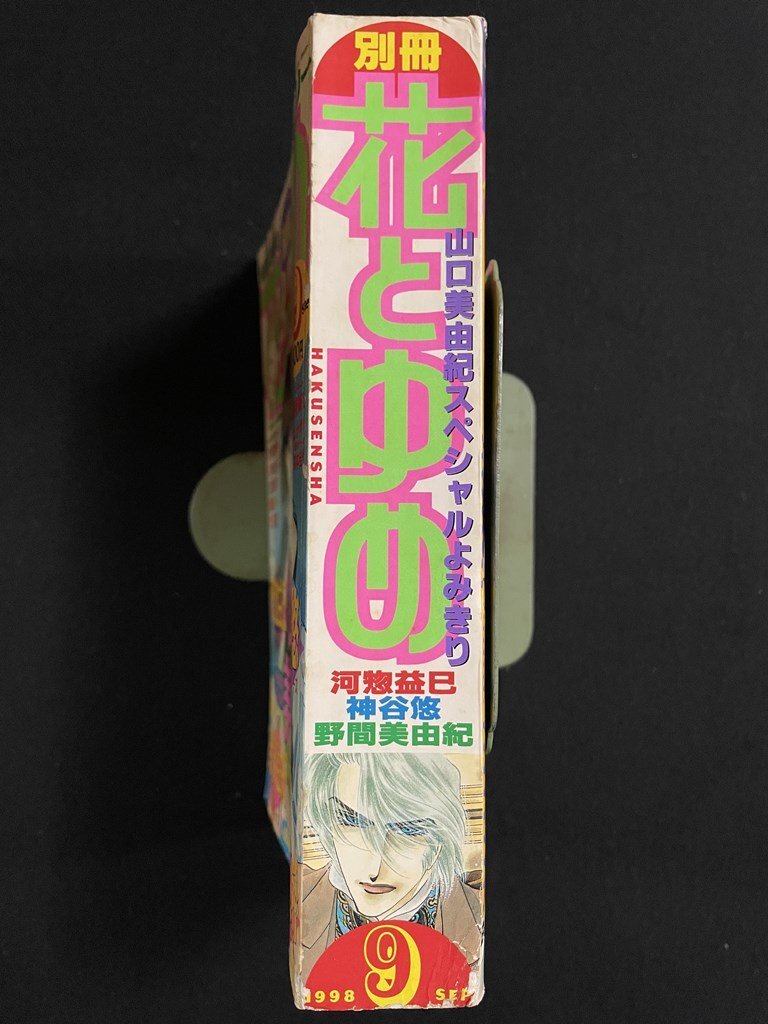 別冊
花とゆめ
山口美由紀スペシャルよみきり
HAKUSENSHA
河惣益巳
神谷悠
野間美由紀
1998 9 SEP